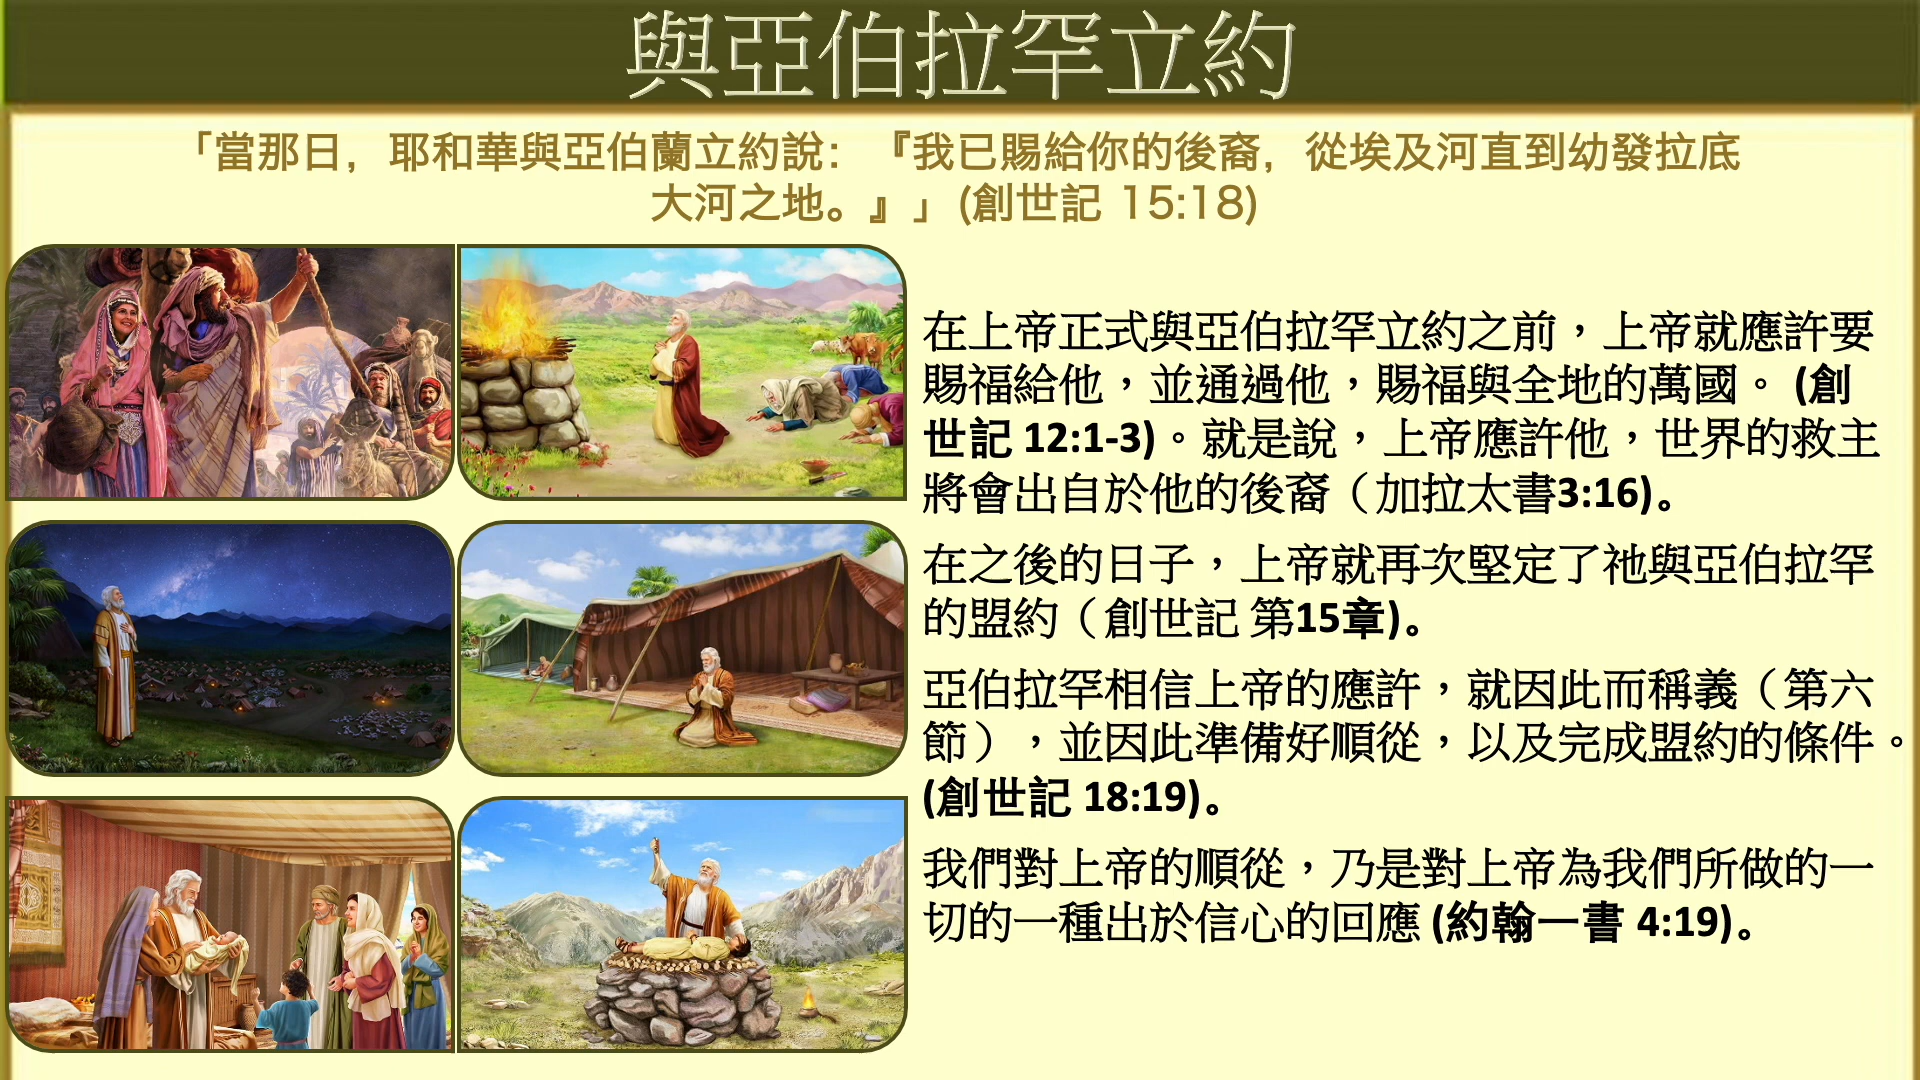 與亞伯拉罕立約
「當那日，耶和華與亞伯蘭立約說：『我已賜給你的後裔，從埃及河直到幼發拉底
大河之地。』」(創世記 15:18)
在上帝正式與亞伯拉罕立約之前，上帝就應許要
賜福給他，並通過他，賜福與全地的萬國。 (創
世記 12:1-3)。就是說，上帝應許他，世界的救主
將會出自於他的後裔（加拉太書3:16)。
在之後的日子，上帝就再次堅定了祂與亞伯拉罕
的盟約（創世記 第15章)。
亞伯拉罕相信上帝的應許，就因此而稱義（第六
節），並因此準備好順從，以及完成盟約的條件。
(創世記 18:19)。
我們對上帝的順從，乃是對上帝為我們所做的一
切的一種出於信心的回應 (約翰一書 4:19)。